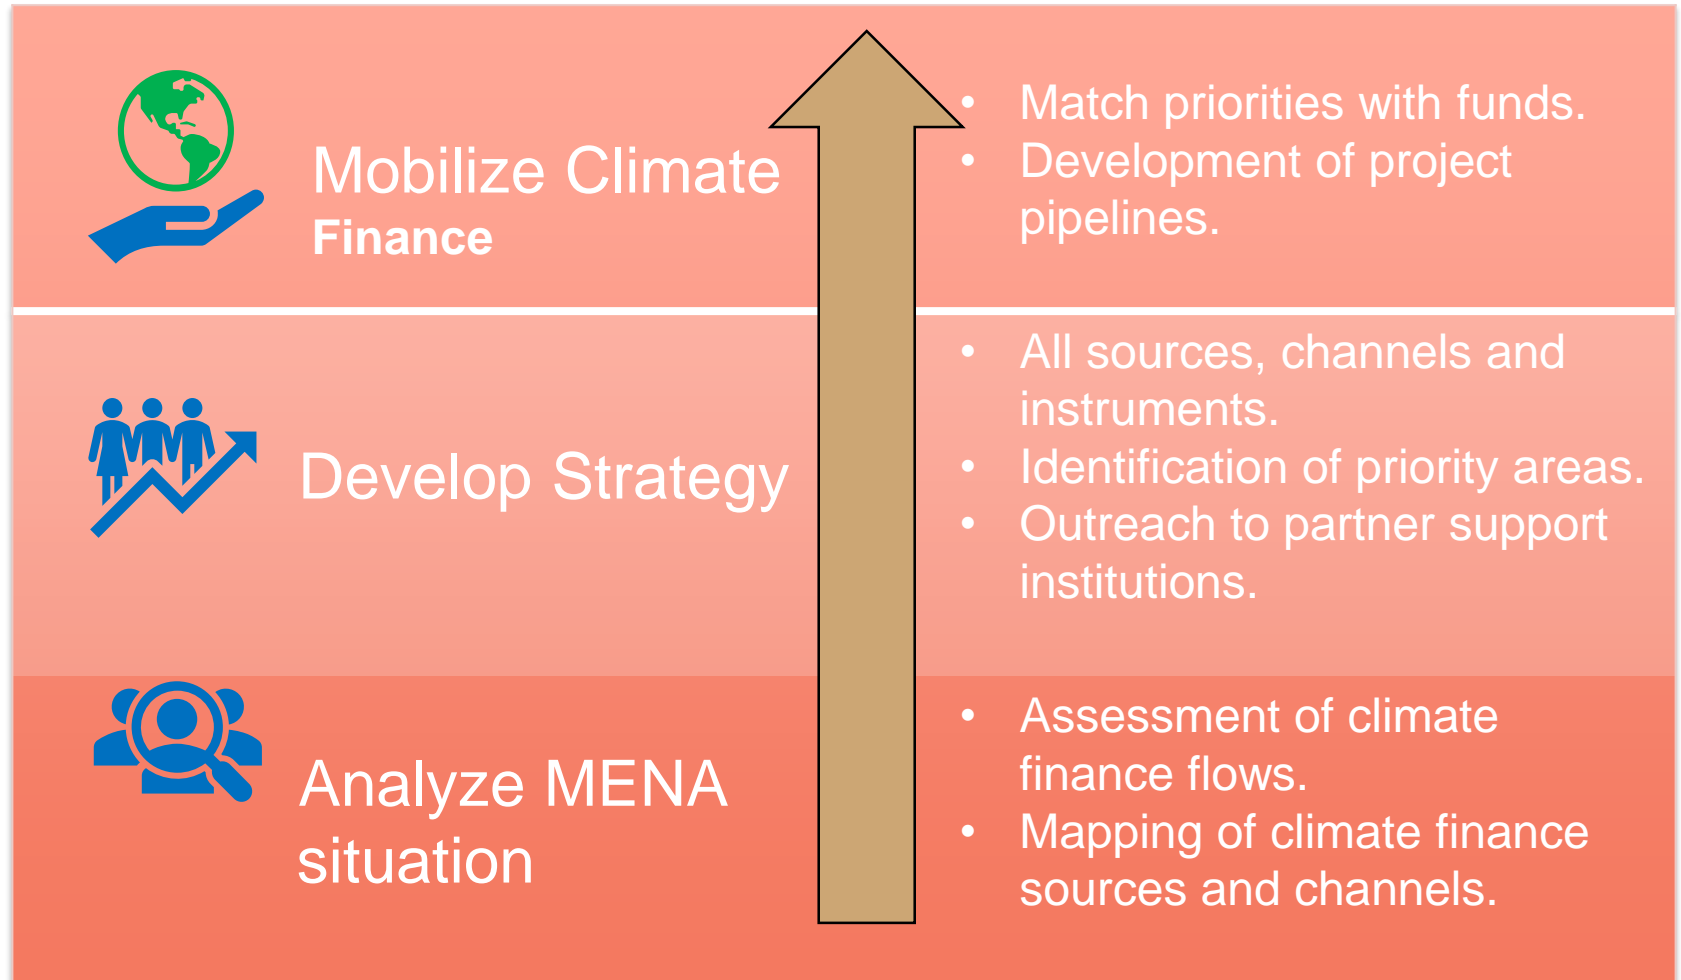 Mobilize Climate
Finance
• Match priorities with funds.
• Development of project
pipelines.
Develop Strategy
• All sources, channels and
instruments.
• Identification of priority areas.
• Outreach to partner support
institutions.
Analyze MENA
situation
• Assessment of climate
finance flows.
• Mapping of climate finance
sources and channels.